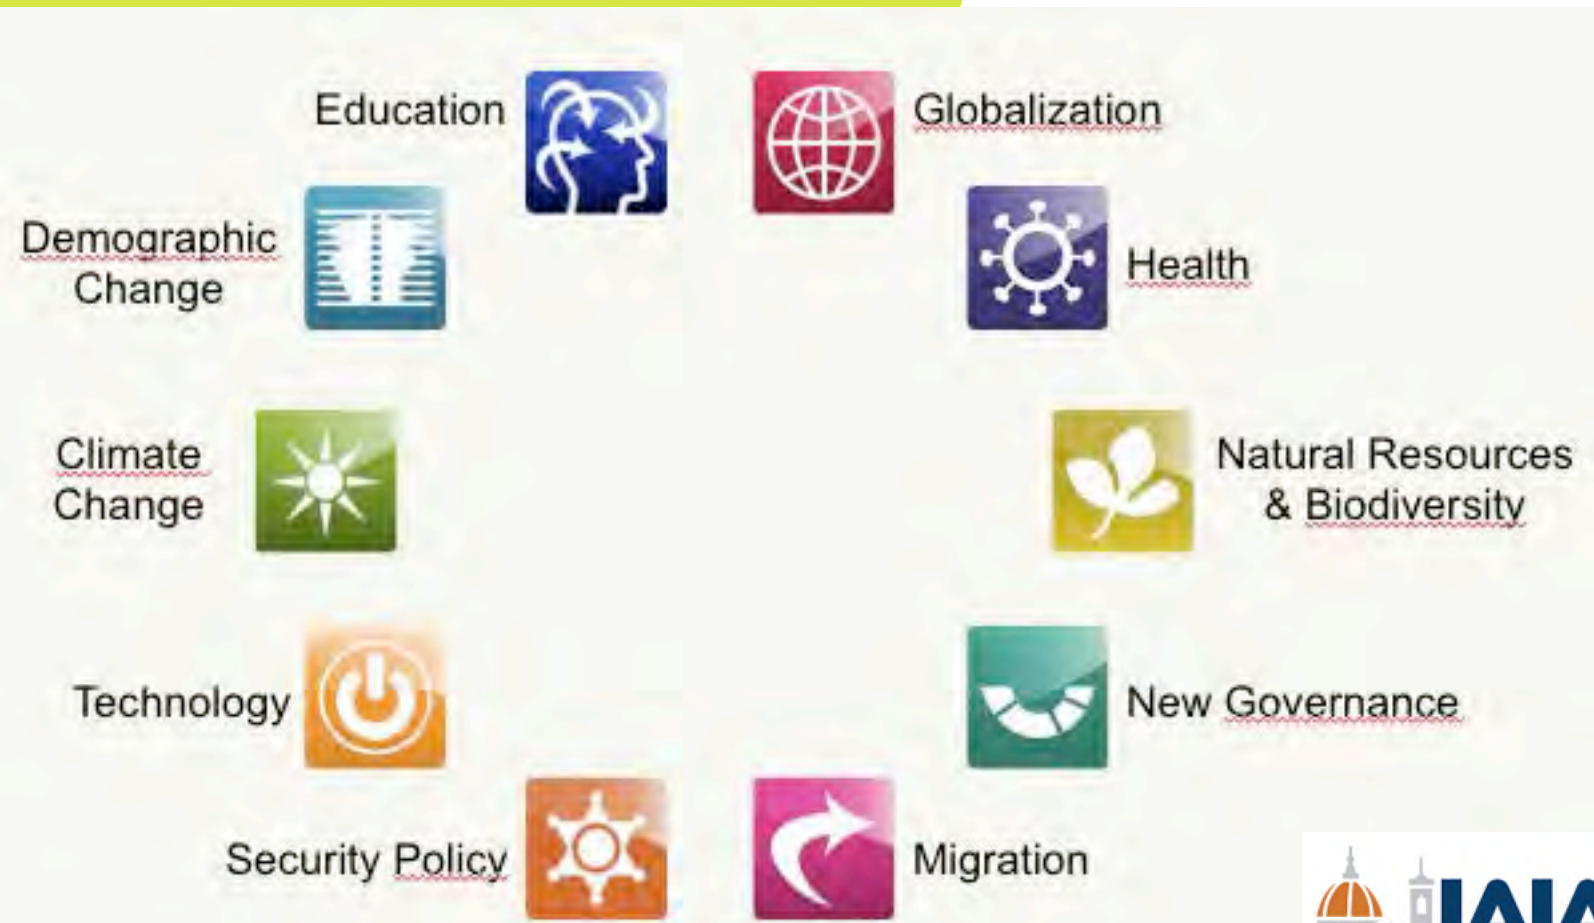 Education
Globalization
Demographic
Change
Health
Climate
Change
Natural Resources
& Biodiversity
Technology
New Governance
Security Policy
Migration